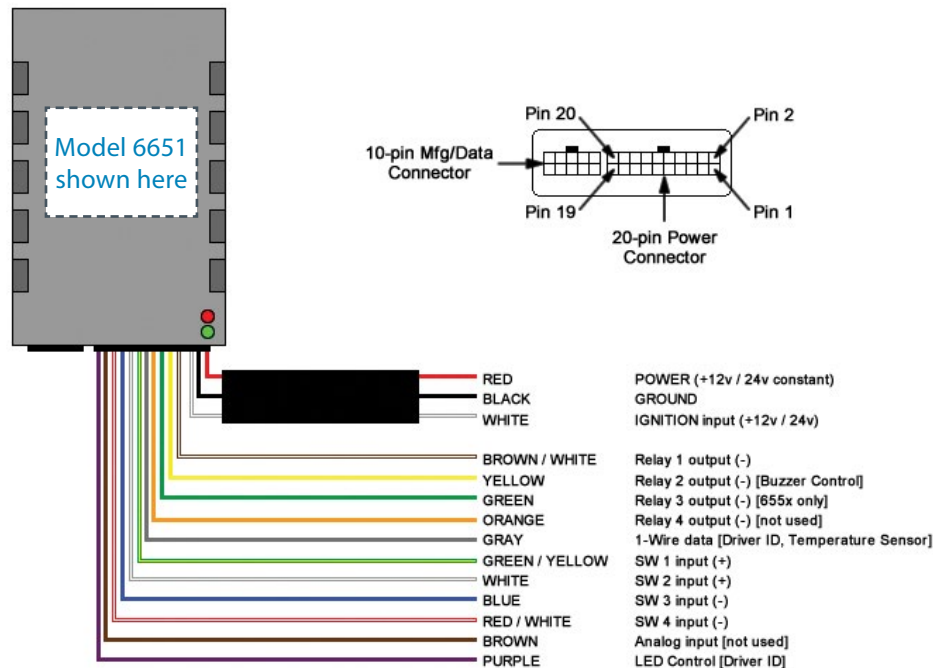 Model 6651
shown here
Pin 20
Pin 2
10-pin Mfg/Data
Connector
Pin 19
Pin 1
20-pin Power
Connector
RED POWER (+12v / 24v constant)
BLACK GROUND
WHITE IGNITION input (+12v / 24v)
BROWN / WHITE Relay 1 output (-)
YELLOW Relay 2 output (-) [Buzzer Control]
GREEN Relay 3 output (-) [655x only]
ORANGE Relay 4 output (-) [not used]
GRAY 1-Wire data [Driver ID, Temperature Sensor]
GREEN / YELLOW SW 1 input (+)
WHITE SW 2 input (+)
BLUE SW 3 input (-)
RED / WHITE SW 4 input (-)
BROWN Analog input [not used]
PURPLE LED Control [Driver ID]